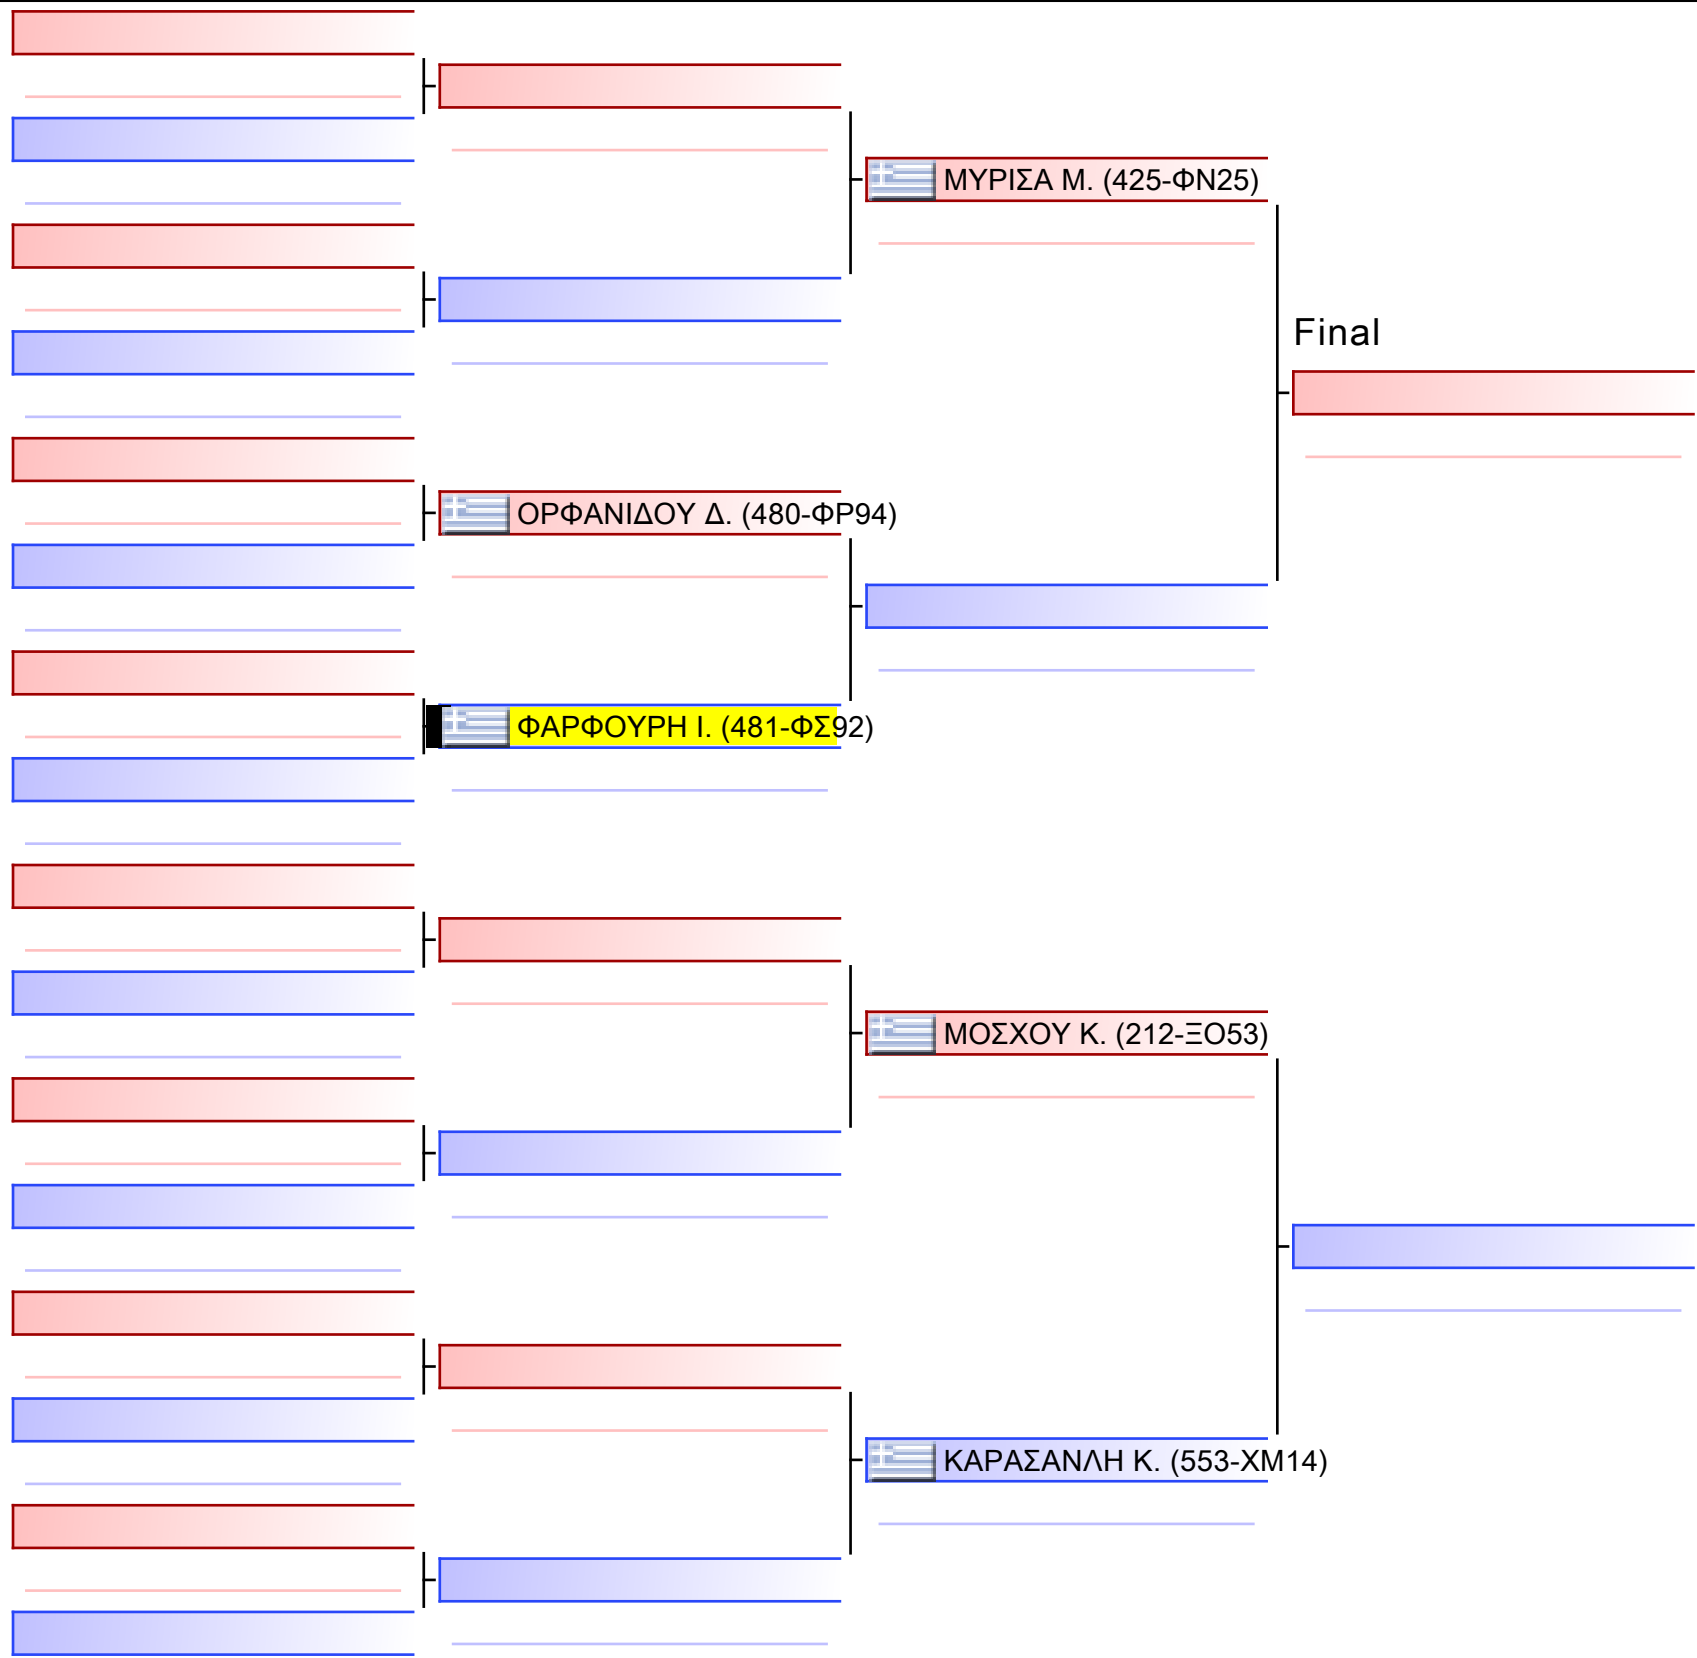 ΜΥΡΙΣΑ Μ. (425-ΦΝ25)
Final
ΟΡΦΑΝΙΔΟΥ Δ. (480-ΦΡ94)
ΦΑΡΦΟΥΡΗ Ι. (481-ΦΣ92)
ΜΟΣΧΟΥ Κ. (212-ΞΟ53)
ΚΑΡΑΣΑΝΛΗ Κ. (553-ΧΜ14)